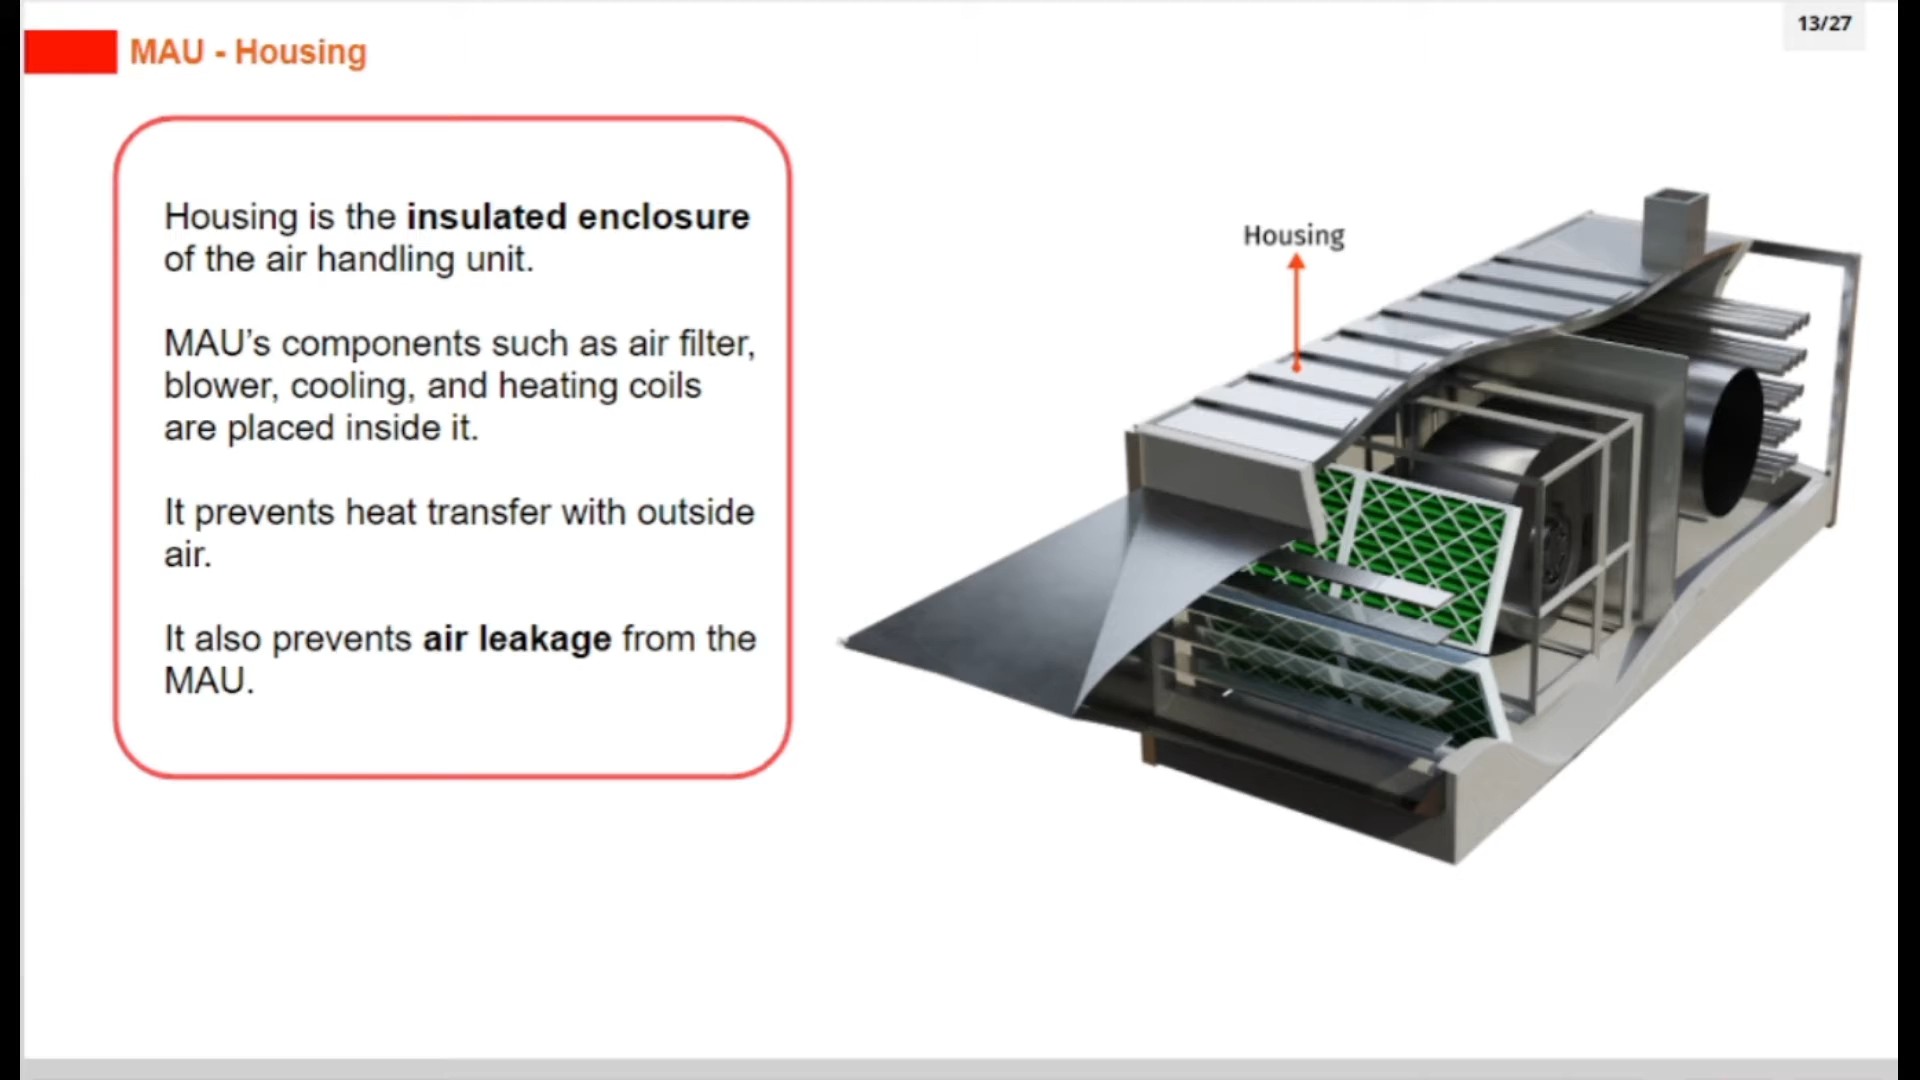 MAU - Housing
13/27
Housing is the insulated enclosure
of the air handling unit.
MAU’s components such as air filter,
blower, cooling, and heating coils
are placed inside it.
It prevents heat transfer with outside
air.
It also prevents air leakage from the
MAU.
Housing